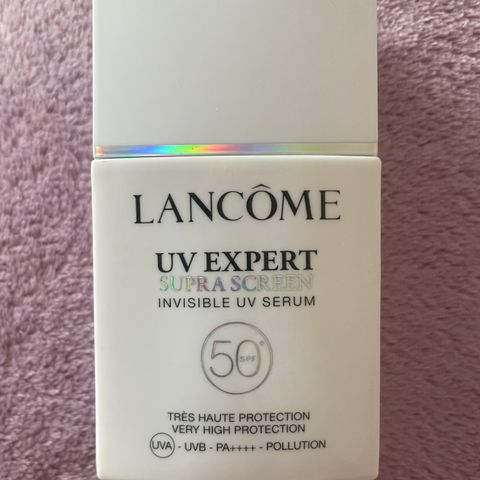 LANCÔME
UV EXPERT
SUPRA SCREEN
INVISIBLE UV SERUM
50+
SPF
TRÈS HAUTE PROTECTION
VERY HIGH PROTECTION
UVA - UVB - PA++++ - POLLUTION